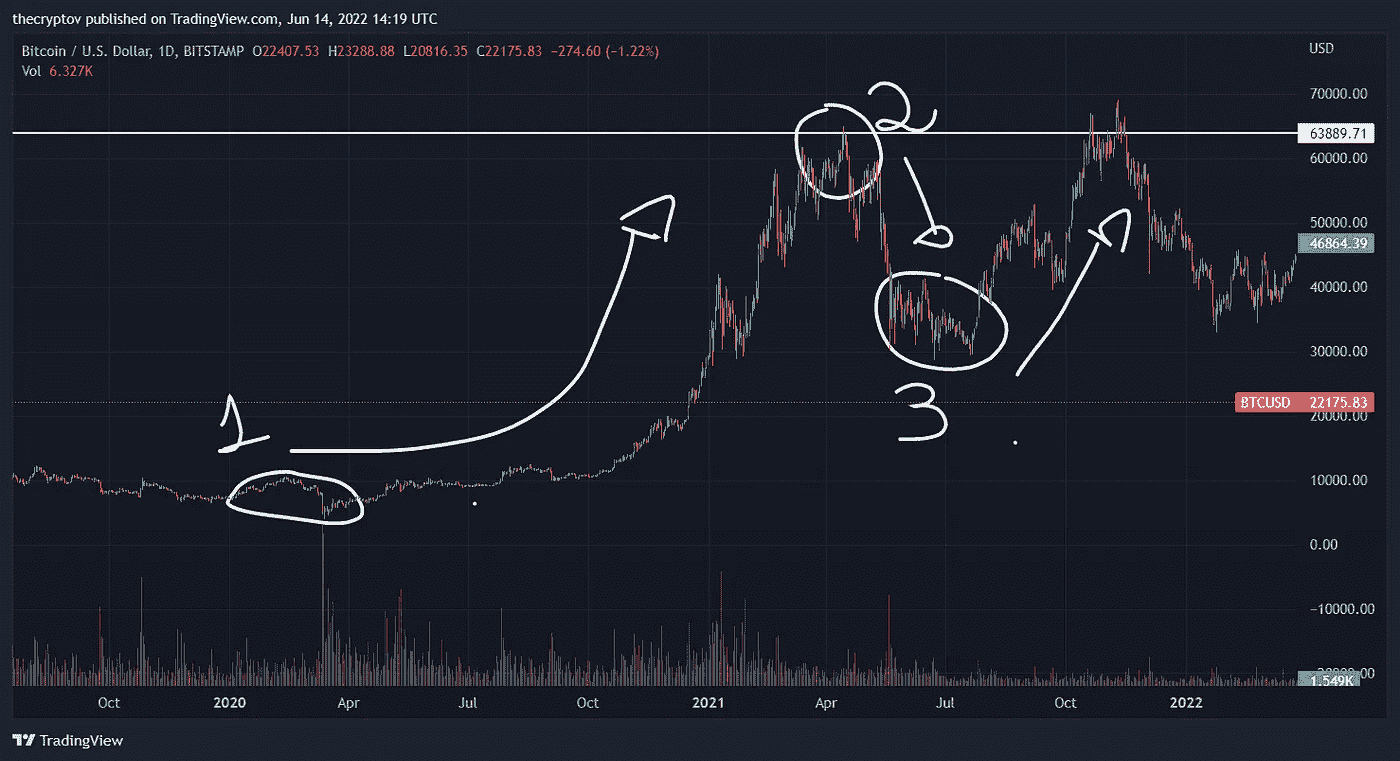 thecryptov published on TradingView.com, Jun 14, 2022 14:19 UTC
Bitcoin / U.S. Dollar, 1D, BITSTAMP O22407.53 H23288.88 L20816.35 C22175.83 −274.60 (−1.22%)
Vol 6.327K
USD
70000.00
63889.71
60000.00
50000.00
46864.39
40000.00
30000.00
BTCUSD 22175.83
20000.00
10000.00
0.00
−10000.00
1.549K
1
2
3
Oct 2020 Apr Jul Oct 2021 Apr Jul Oct 2022
TradingView